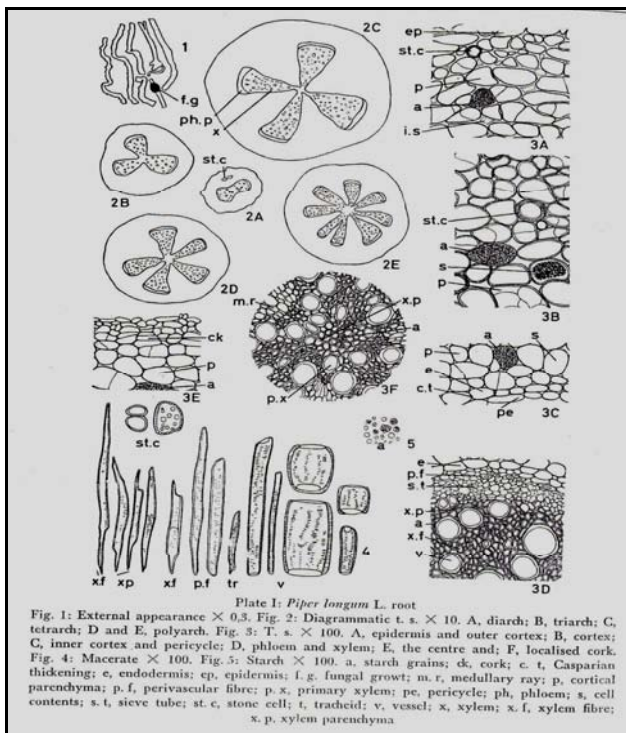 2C
1
ep
st.c
p
a
i.s
3A
f.g
ph.p
x
st.c
2B
2A
2E
st.c
a
s
p
3B
2D
m.r
x.p
a
ck
p
a
3E
p.x
3F
a
s
p
e
c.t
pe
3C
st.c
5
a
e
p.f
s.t
x.p
a
x.f
v
3D
x.f
xp
x.f
p.f
tr
v
4
Plate I: Piper longum L. root
Fig. 1: External appearance × 0,3. Fig. 2: Diagrammatic t. s. × 10. A, diarch; B, triarch; C,
tetrarch; D and E, polyarch. Fig. 3: T. s. × 100. A, epidermis and outer cortex; B, cortex;
C, inner cortex and pericycle; D, phloem and xylem; E, the centre and; F, localised cork.
Fig. 4: Macerate × 100. Fig. 5: Starch × 100. a, starch grains; ck, cork; c. t, Casparian
thickening; e, endodermis; ep, epidermis; f. g. fungal growt; m. r, medullary ray; p, cortical
parenchyma; p. f, perivascular fibre; p. x, primary xylem; pe, pericycle; ph, phloem; s, cell
contents; s. t, sieve tube; st. c, stone cell; t, tracheid; v, vessel; x, xylem; x. f, xylem fibre;
x. p. xylem parenchyma